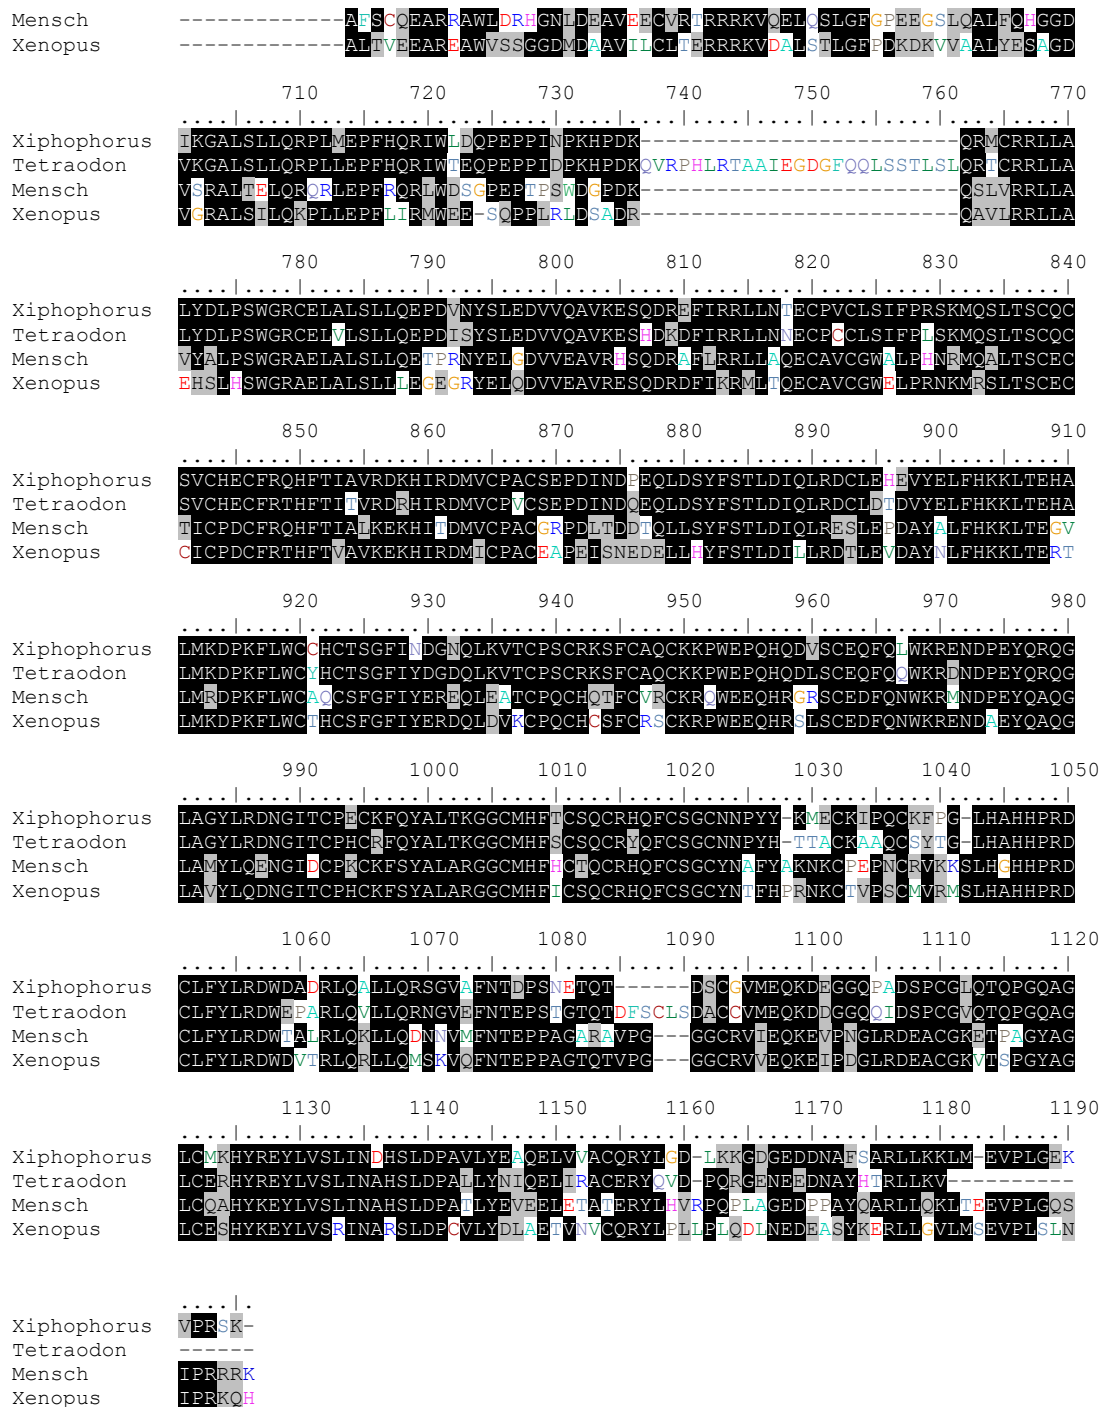 Mensch -------------AFSCQEARRAWLDRHGNLDEAVEECVRTRRRKVQELQSLGFGPEEGSLQALFQHGGD
Xenopus -------------ALTVEEAREAWVSSGGDMDAAVILCLTERRRKVDALSTLGFPDKDKVVAALYESAGD
710 720 730 740 750 760 770
....|....|....|....|....|....|....|....|....|....|....|....|....|....|
Xiphophorus IKGALSLLQRPLMEPFHQRIWLDQPEPPINPKHPDK-------------------------QRMCRRLLA
Tetraodon VKGALSLLQRPLLEPFHQRIWTEQPEPPIDPKHPDKQVRPHLRTAAIEGDGFQQLSSTLSLQRTCRRLLA
Mensch VSRALTELQRQRLEPFRQRLWDSGPEPTPSWDGPDK-------------------------QSLVRRLLA
Xenopus VGRALSILQKPLLEPFLIRMWEE-SQPPLRLDSADR-------------------------QAVLRRLLA
780 790 800 810 820 830 840
....|....|....|....|....|....|....|....|....|....|....|....|....|....|
Xiphophorus LYDLPSWGRCELALSLLQEPDVNYSLEDVVQAVKESQDREFIRRLLNTECPVCLSIFPRSKMQSLTSCQC
Tetraodon LYDLPSWGRCELVLSLLQEPDISYSLEDVVQAVKESHDKDFIRRLLNNECPCCLSIFPLSKMQSLTSCQC
Mensch VYALPSWGRAELALSLLQETPRNYELGDVVEAVRHSQDRAFLRRLLAQECAVCGWALPHNRMQALTSCEC
Xenopus EHSLHSWGRAELALSLLLEGEGRYELQDVVEAVRESQDRDFIKRMLTQECAVCGWELPRNKMRSLTSCEC
850 860 870 880 890 900 910
....|....|....|....|....|....|....|....|....|....|....|....|....|....|
Xiphophorus SVCHECFRQHFTIAVRDKHIRDMVCPACSEPDINDPEQLDSYFSTLDIQLRDCLEHEVYELFHKKLTEHA
Tetraodon SVCHECFRTHFTITVRDRHIRDMVCPVCSEPDINDQEQLDSYFSTLDIQLRDCLDTDVYELFHKKLTEHA
Mensch TICPDCFRQHFTIALKEKHITDMVCPACGRPDLTDDTQLLSYFSTLDIQLRESLEPDAYALFHKKLTEGV
Xenopus CICPDCFRTHFTVAVKEKHIRDMICPACEAPEISNEDELLHYFSTLDILLRDTLEVDAYNLFHKKLTERT
920 930 940 950 960 970 980
....|....|....|....|....|....|....|....|....|....|....|....|....|....|
Xiphophorus LMKDPKFLWCCHCTSGFINDGNQLKVTCPSCRKSFCAQCKKPWEPQHQDVSCEQFQLWKRENDPEYQRQG
Tetraodon LMKDPKFLWCYHCTSGFIYDGDQLKVTCPSCRKSFCAQCKKPWEPQHQDLSCEQFQQWKRDNDPEYQRQG
Mensch LMRDPKFLWCAQCSFGFIYEREQLEATCPQCHQTFCVRCKRQWEEQHRGRSCEDFQNWKRMNDPEYQAQG
Xenopus LMKDPKFLWCTHCSFGFIYERDQLDVKCPQCHCSFCRSCKRPWEEQHRSLSCEDFQNWKRENDAEYQAQG
990 1000 1010 1020 1030 1040 1050
....|....|....|....|....|....|....|....|....|....|....|....|....|....|
Xiphophorus LAGYLRDNGITCPECKFQYALTKGGCMHFTCSQCRHQFCSGCNNPYY-KMECKIPQCKFPG-LHAHHPRD
Tetraodon LAGYLRDNGITCPHCRFQYALTKGGCMHFSCSQCRYQFCSGCNNPYH-TTACKAAQCSYTG-LHAHHPRD
Mensch LAMYLQENGIDCPKCKFSYALARGGCMHFHCTQCRHQFCSGCYNAFYAKNKCPEPNCRVKKSLHGHHPRD
Xenopus LAVYLQDNGITCPHCKFSYALARGGCMHFICSQCRHQFCSGCYNTFHPRNKCTVPSCMVRMSLHAHHPRD
1060 1070 1080 1090 1100 1110 1120
....|....|....|....|....|....|....|....|....|....|....|....|....|....|
Xiphophorus CLFYLRDWDADRLQALLQRSGVAFNTDPSNETQT------DSCGVMEQKDEGGQPADSPCGLQTQPGQAG
Tetraodon CLFYLRDWEPARLQVLLQRNGVEFNTEPSTGTQTDFSCLSDACCVMEQKDDGGQQIDSPCGVQTQPGQAG
Mensch CLFYLRDWTALRLQKLLQDNNVMFNTEPPAGARAVPG---GGCRVIEQKEVPNGLRDEACGKETPAGYAG
Xenopus CLFYLRDWDVTRLQRLLQMSKVQFNTEPPAGTQTVPG---GGCRVVEQKEIPDGLRDEACGKVTSPGYAG
1130 1140 1150 1160 1170 1180 1190
....|....|....|....|....|....|....|....|....|....|....|....|....|....|
Xiphophorus LCMKHYREYLVSLINDHSLDPAVLYEAQELVVACQRYLGD-LKKGDGEDDNAFSARLLKKLM-EVPLGEK
Tetraodon LCERHYREYLVSLINAHSLDPALLYNIQELIRACERYQVD-PQRGENEEDNAYHTRLLKV----------
Mensch LCQAHYKEYLVSLINAHSLDPATLYEVEELETATERYLHVRPQPLAGEDPPAYQARLLQKLTEEVPLGQS
Xenopus LCESHYKEYLVSRINARSLDPCVLYDLAETVNVCQRYLPLLPLQDLNEDEASYKERLLGVLMSEVPLSLN
....|.
Xiphophorus VPRSK-
Tetraodon ------
Mensch IPRRRK
Xenopus IPRKQH